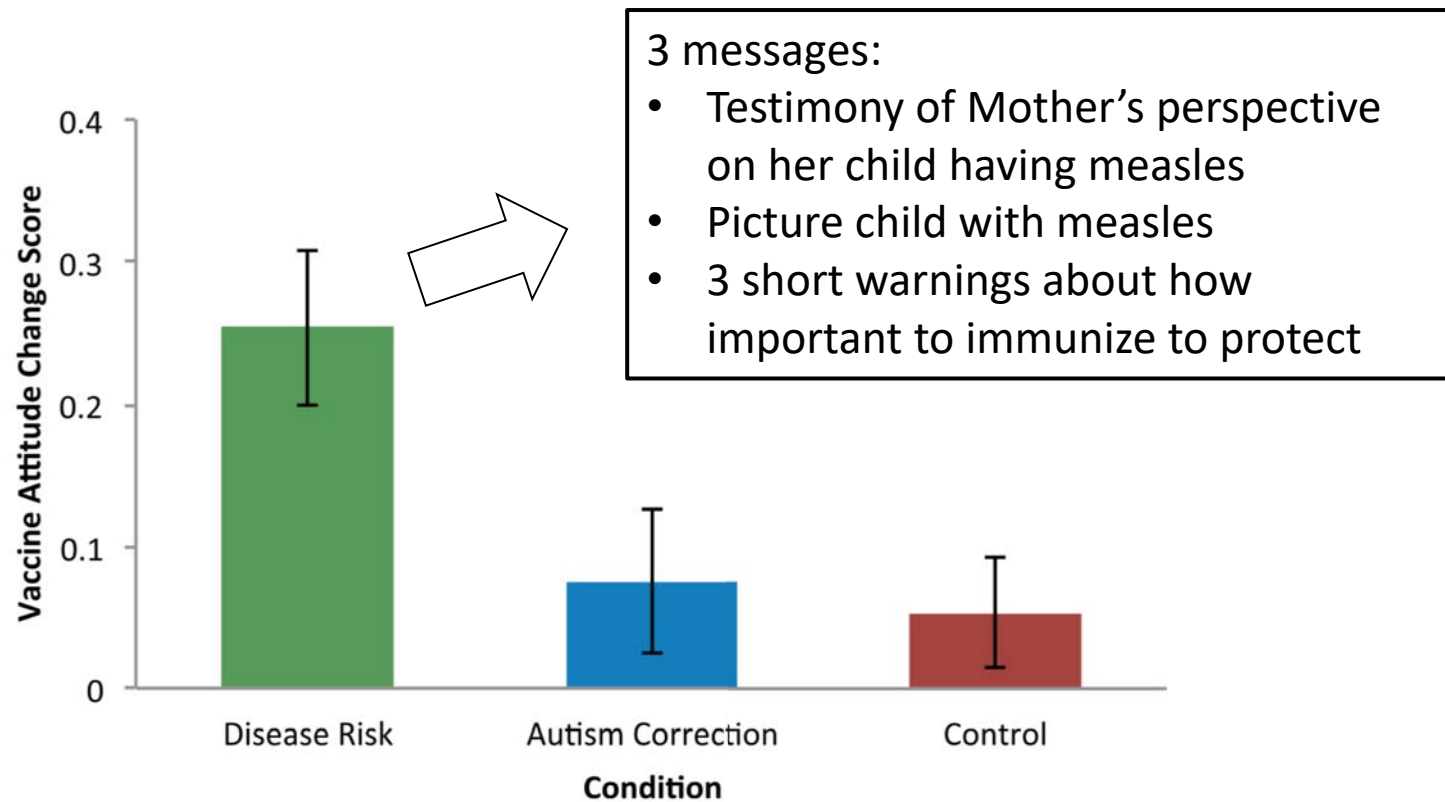 3 messages:
• Testimony of Mother’s perspective
on her child having measles
• Picture child with measles
• 3 short warnings about how
important to immunize to protect
Vaccine Attitude Change Score
0.4
0.3
0.2
0.1
0
Disease Risk
Autism Correction
Control
Condition